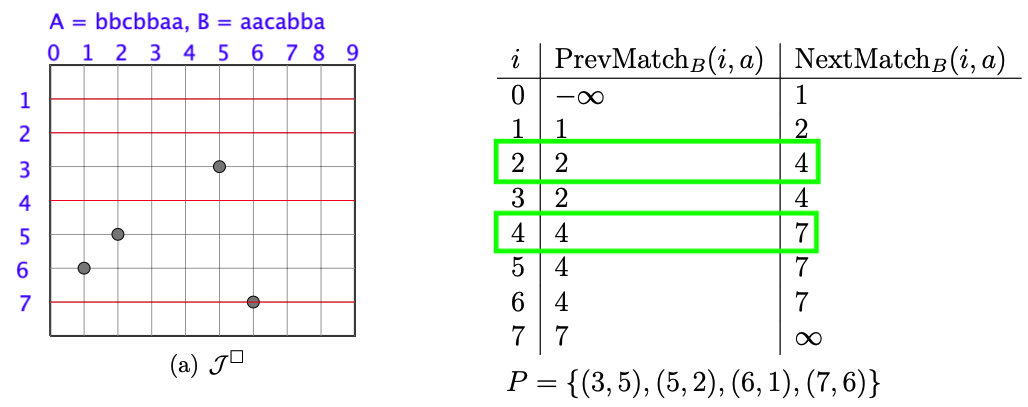 A = bbcbbaa, B = aacabba
0 1 2 3 4 5 6 7 8 9
1
2
3
4
5
6
7
(a) 𝒥□
i PrevMatch_B(i, a) NextMatch_B(i, a)
0 −∞ 1
1 1 2
2 2 4
3 2 4
4 4 7
5 4 7
6 4 7
7 7 ∞
P = {(3, 5), (5, 2), (6, 1), (7, 6)}